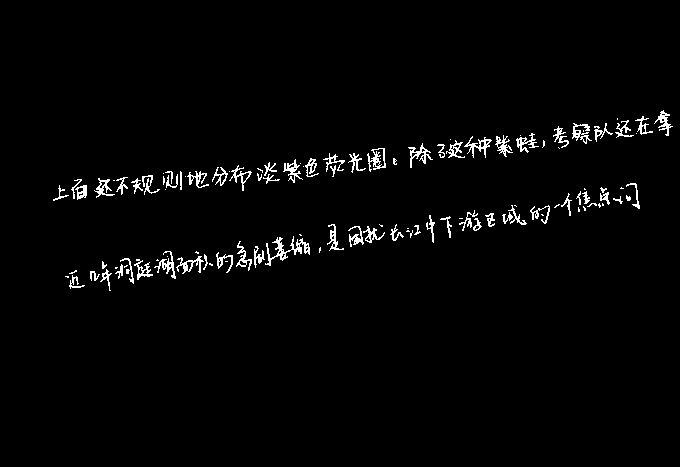 上面还不规则地分布淡紫色荧光圈。除了这种紫蛙，考察队还在拿
近年洞庭湖面积的急剧萎缩，是困扰长江中下游区域的一个焦点问